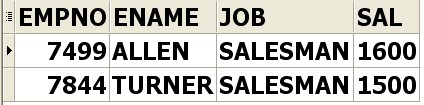 EMPNO ENAME JOB SAL
7499 ALLEN SALESMAN 1600
7844 TURNER SALESMAN 1500